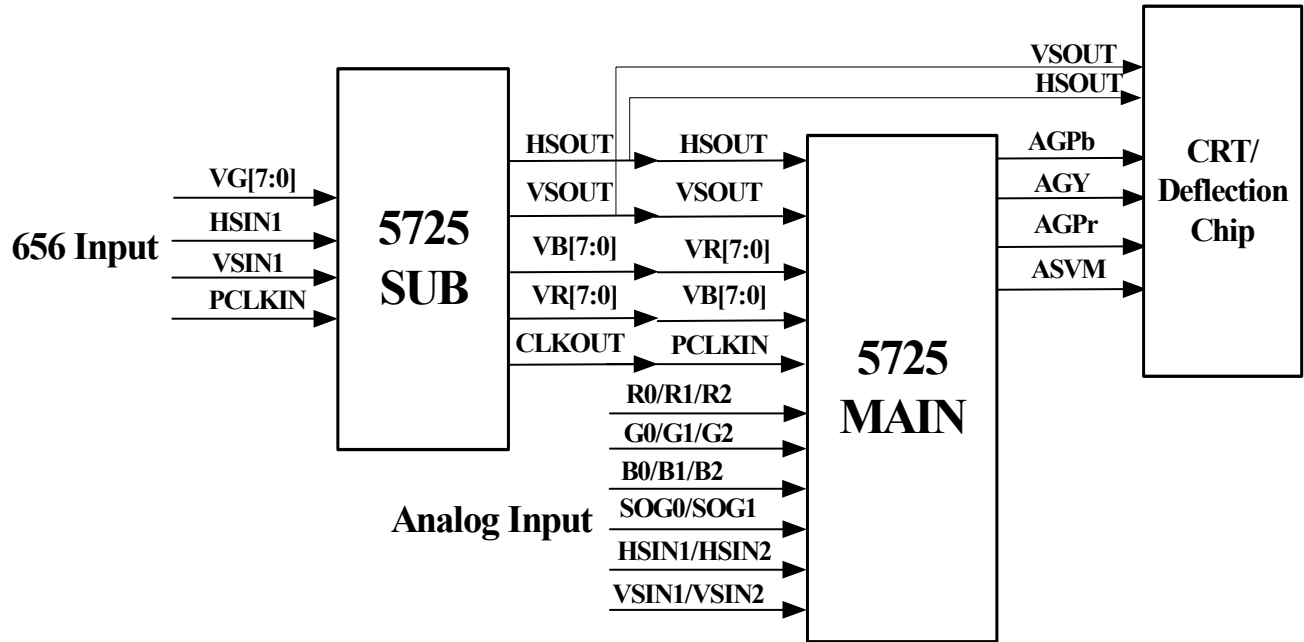 VSOUT
HSOUT
CRT/
Deflection
Chip
656 Input
VG[7:0]
HSIN1
VSIN1
PCLKIN
5725
SUB
HSOUT
VSOUT
VB[7:0]
VR[7:0]
CLKOUT
HSOUT
VSOUT
VR[7:0]
VB[7:0]
PCLKIN
Analog Input
R0/R1/R2
G0/G1/G2
B0/B1/B2
SOG0/SOG1
HSIN1/HSIN2
VSIN1/VSIN2
5725
MAIN
AGPb
AGY
AGPr
ASVM